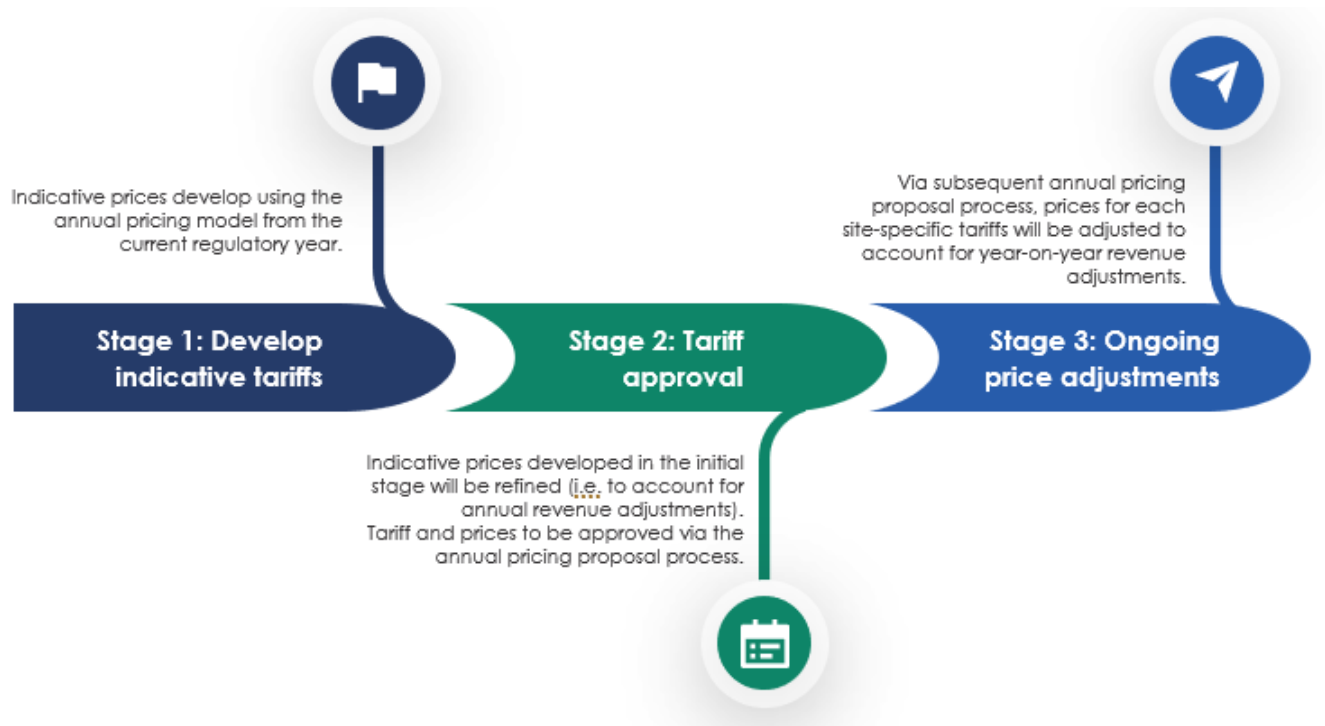 Indicative prices develop using the
annual pricing model from the
current regulatory year.
Via subsequent annual pricing
proposal process, prices for each
site-specific tariffs will be adjusted to
account for year-on-year revenue
adjustments.
Stage 1: Develop
indicative tariffs
Stage 2: Tariff
approval
Stage 3: Ongoing
price adjustments
Indicative prices developed in the initial
stage will be refined (i.e. to account for
annual revenue adjustments).
Tariff and prices to be approved via the
annual pricing proposal process.